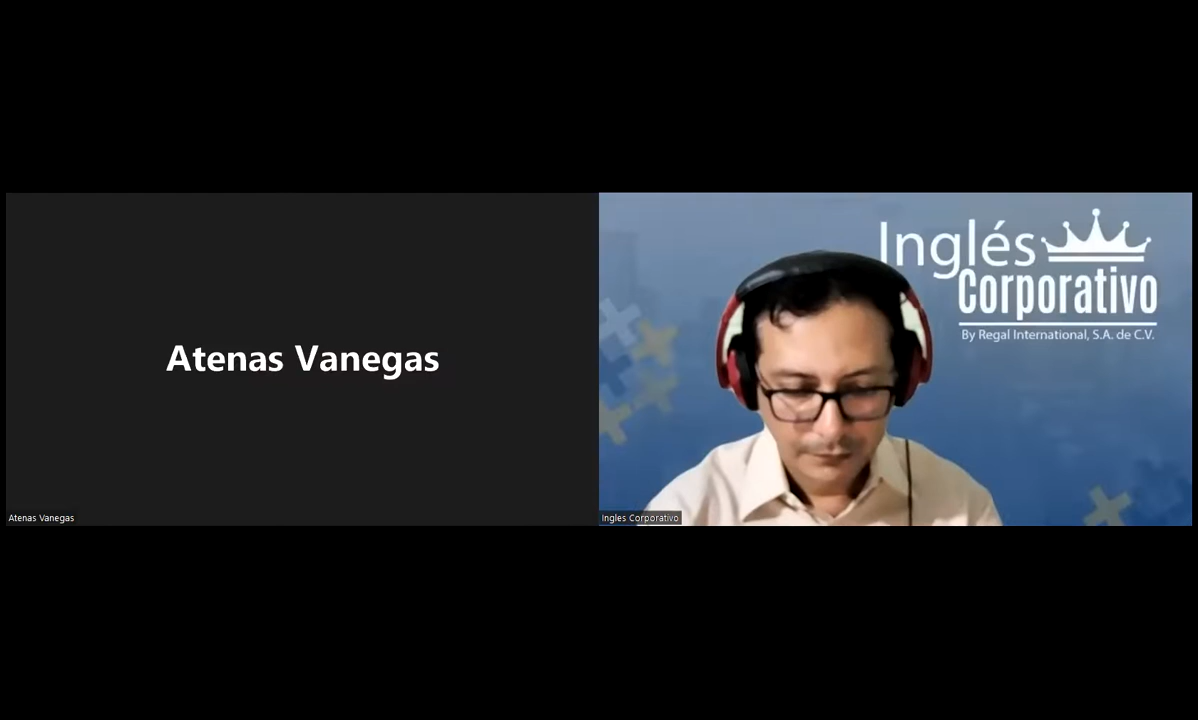 Atenas Vanegas
Atenas Vanegas
Inglés
Corporativo
By Regal International, S.A. de C.V.
Ingles Corporativo